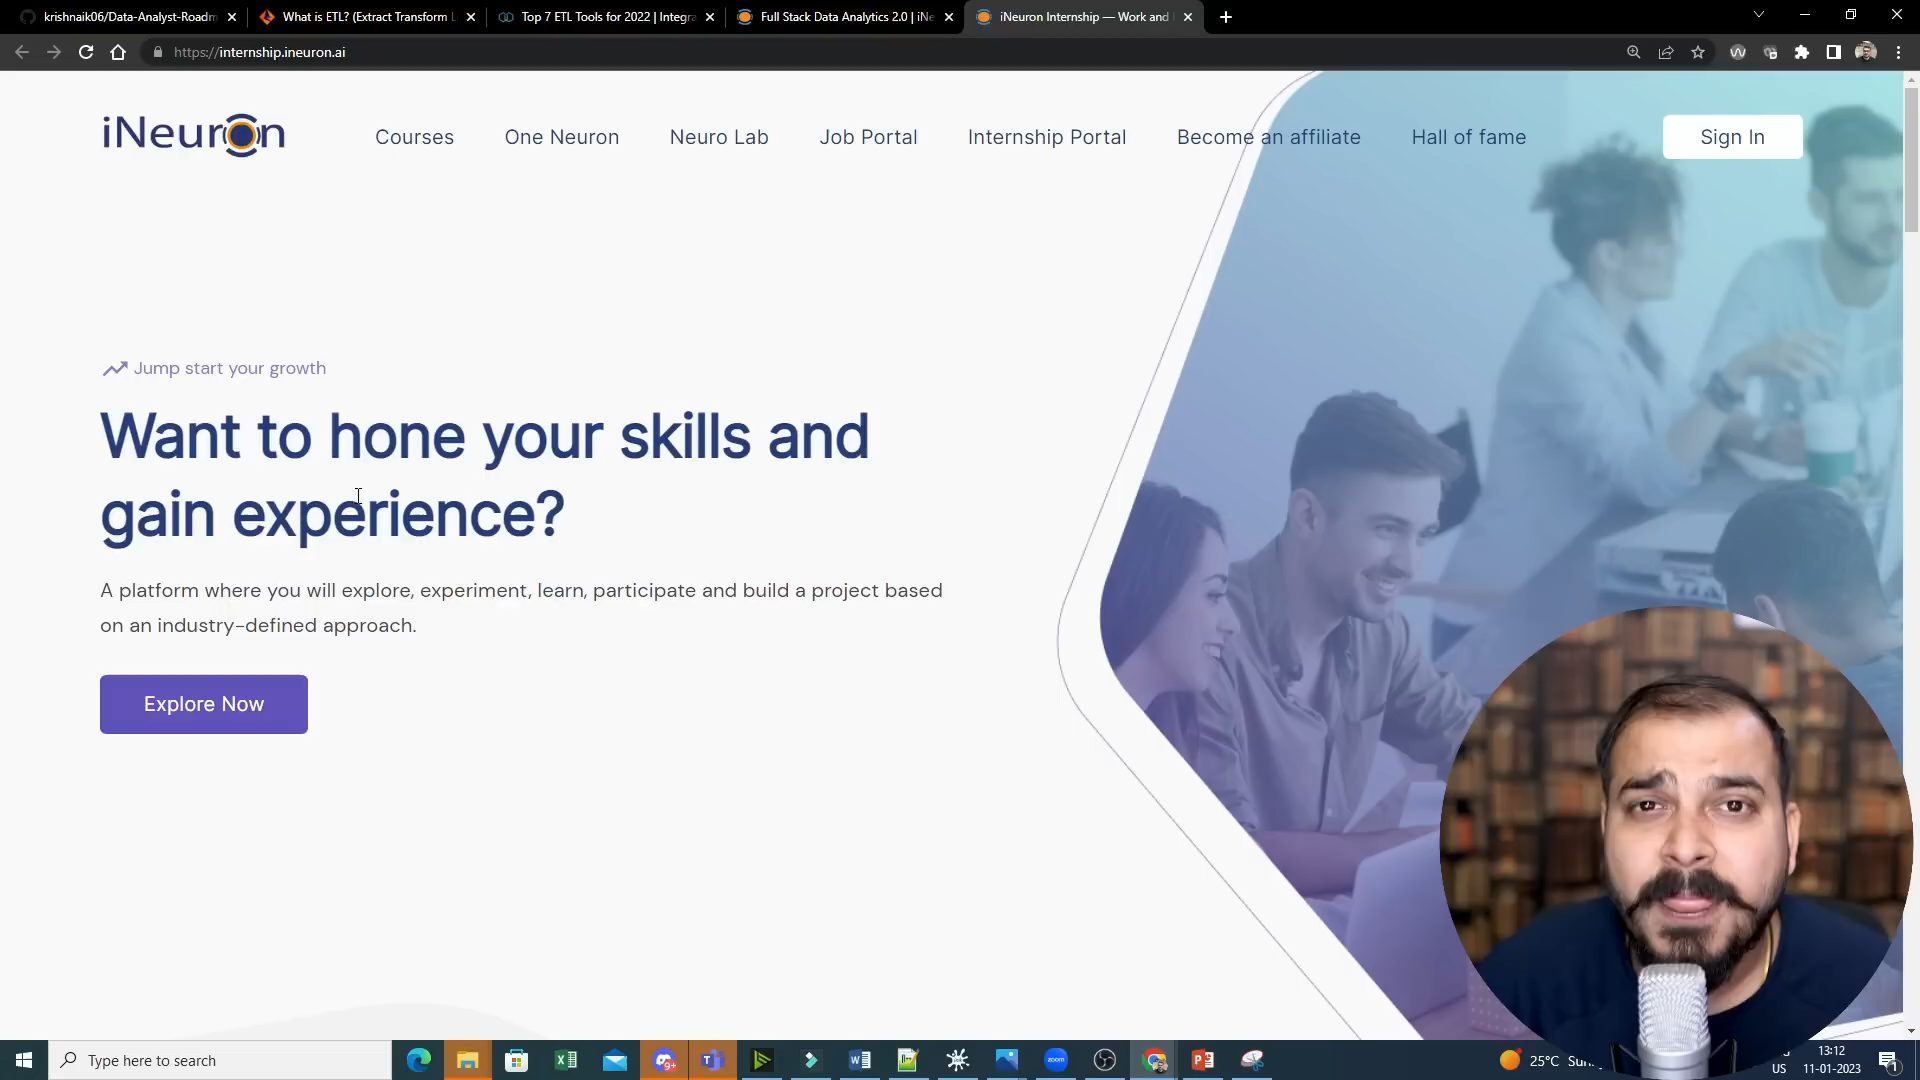 krishnaik06/Data-Analyst-Roadm
What is ETL? (Extract Transform L
Top 7 ETL Tools for 2022 | Integra
Full Stack Data Analytics 2.0 | iNe
iNeuron Internship — Work and
https://internship.ineuron.ai
iNeuron
Courses
One Neuron
Neuro Lab
Job Portal
Internship Portal
Become an affiliate
Hall of fame
Sign In
Jump start your growth
Want to hone your skills and
gain experience?
A platform where you will explore, experiment, learn, participate and build a project based
on an industry-defined approach.
Explore Now
Type here to search
9+
zoom
25°C
13:12
US
11-01-2023
1